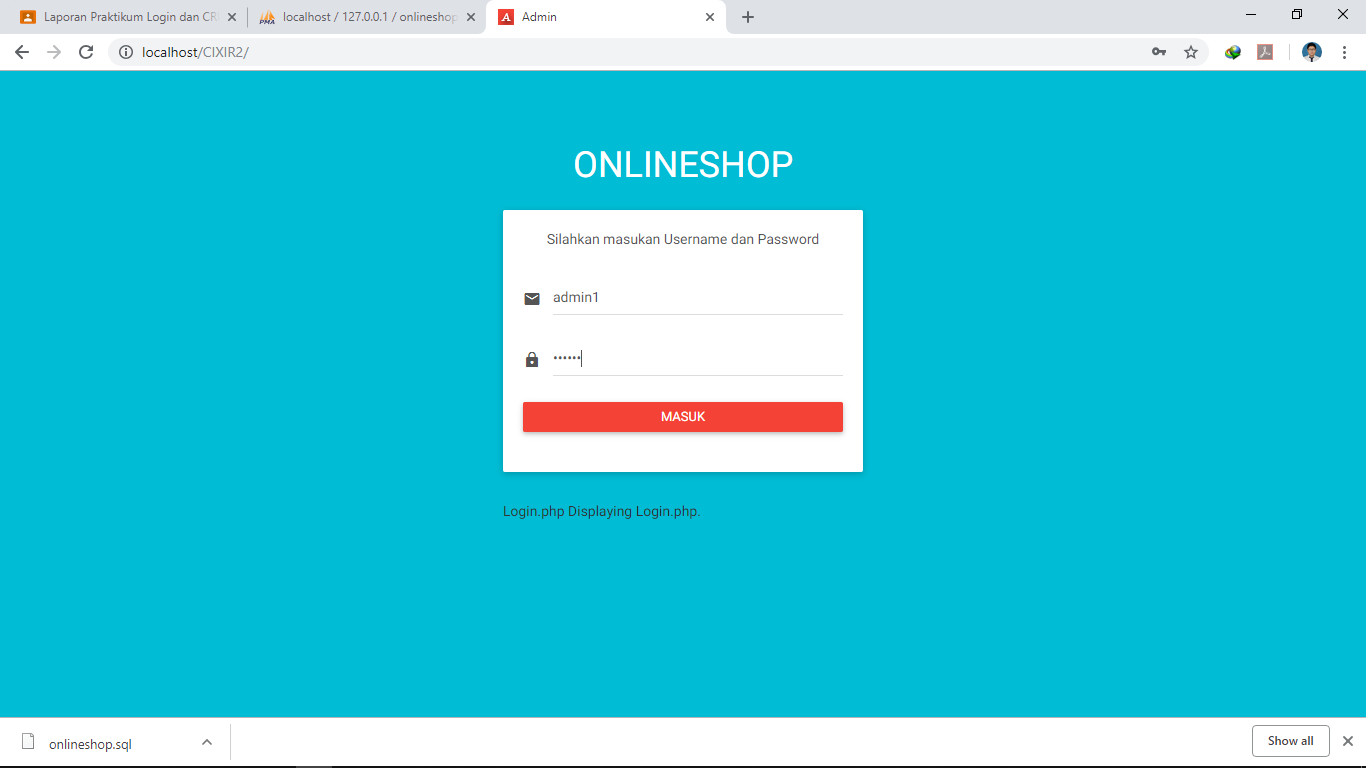 Laporan Praktikum Login dan CR
localhost / 127.0.0.1 / onlineshop
Admin
localhost/CIXIR2/
ONLINESHOP
Silahkan masukan Username dan Password
admin1
••••••
MASUK
Login.php Displaying Login.php.
onlineshop.sql
Show all